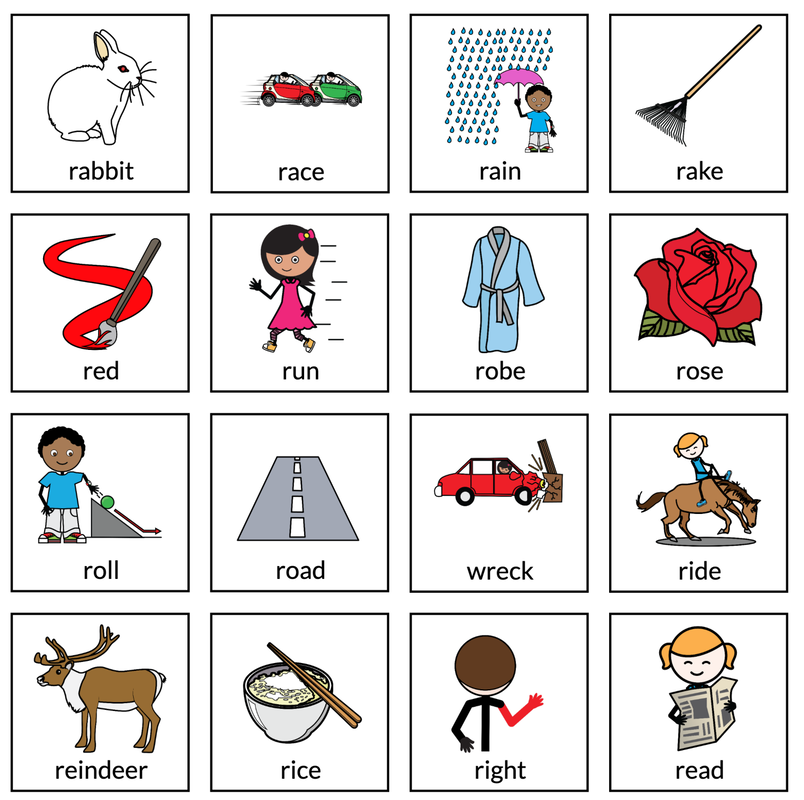 rabbit
race
rain
rake
red
run
robe
rose
roll
road
wreck
ride
reindeer
rice
right
read